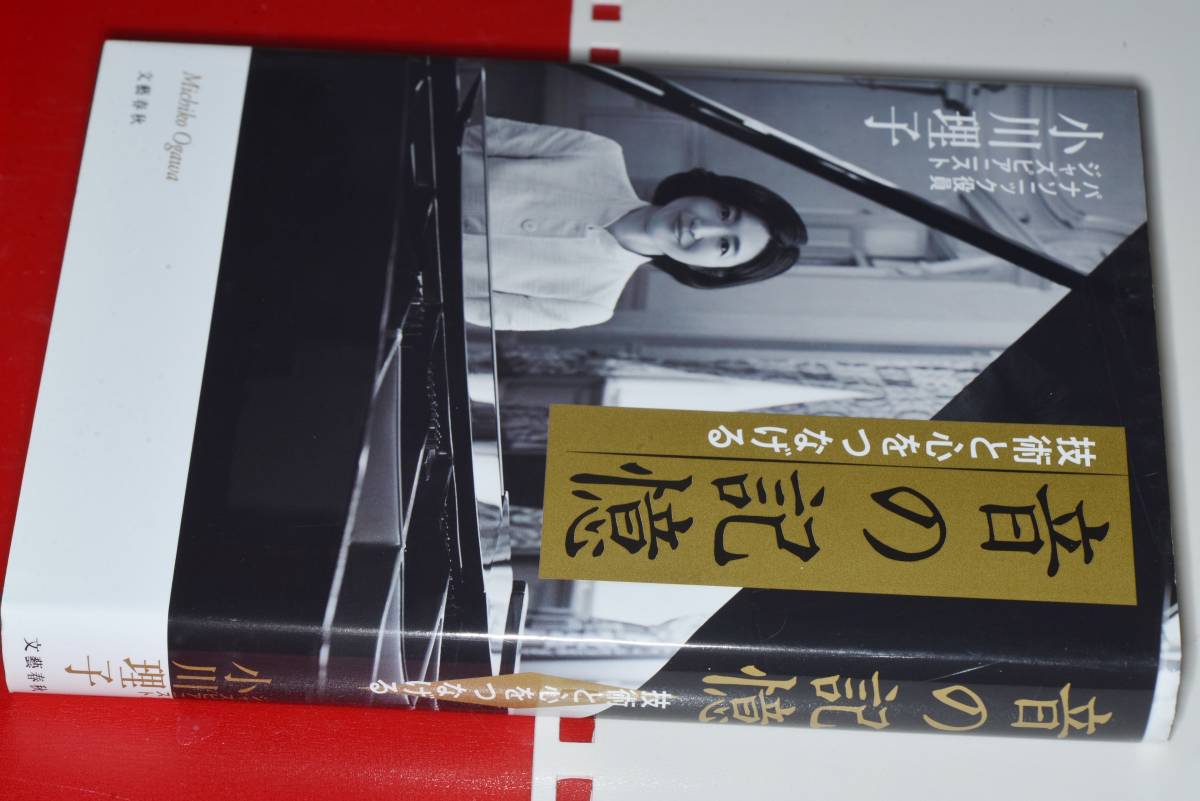 音の記憶
技術と心をつなげる
パナソニック役員
ジャズピアニスト
小川理子
Michiko Ogawa
文藝春秋
音の記憶
技術と心をつなげる
小川理子
文藝春秋